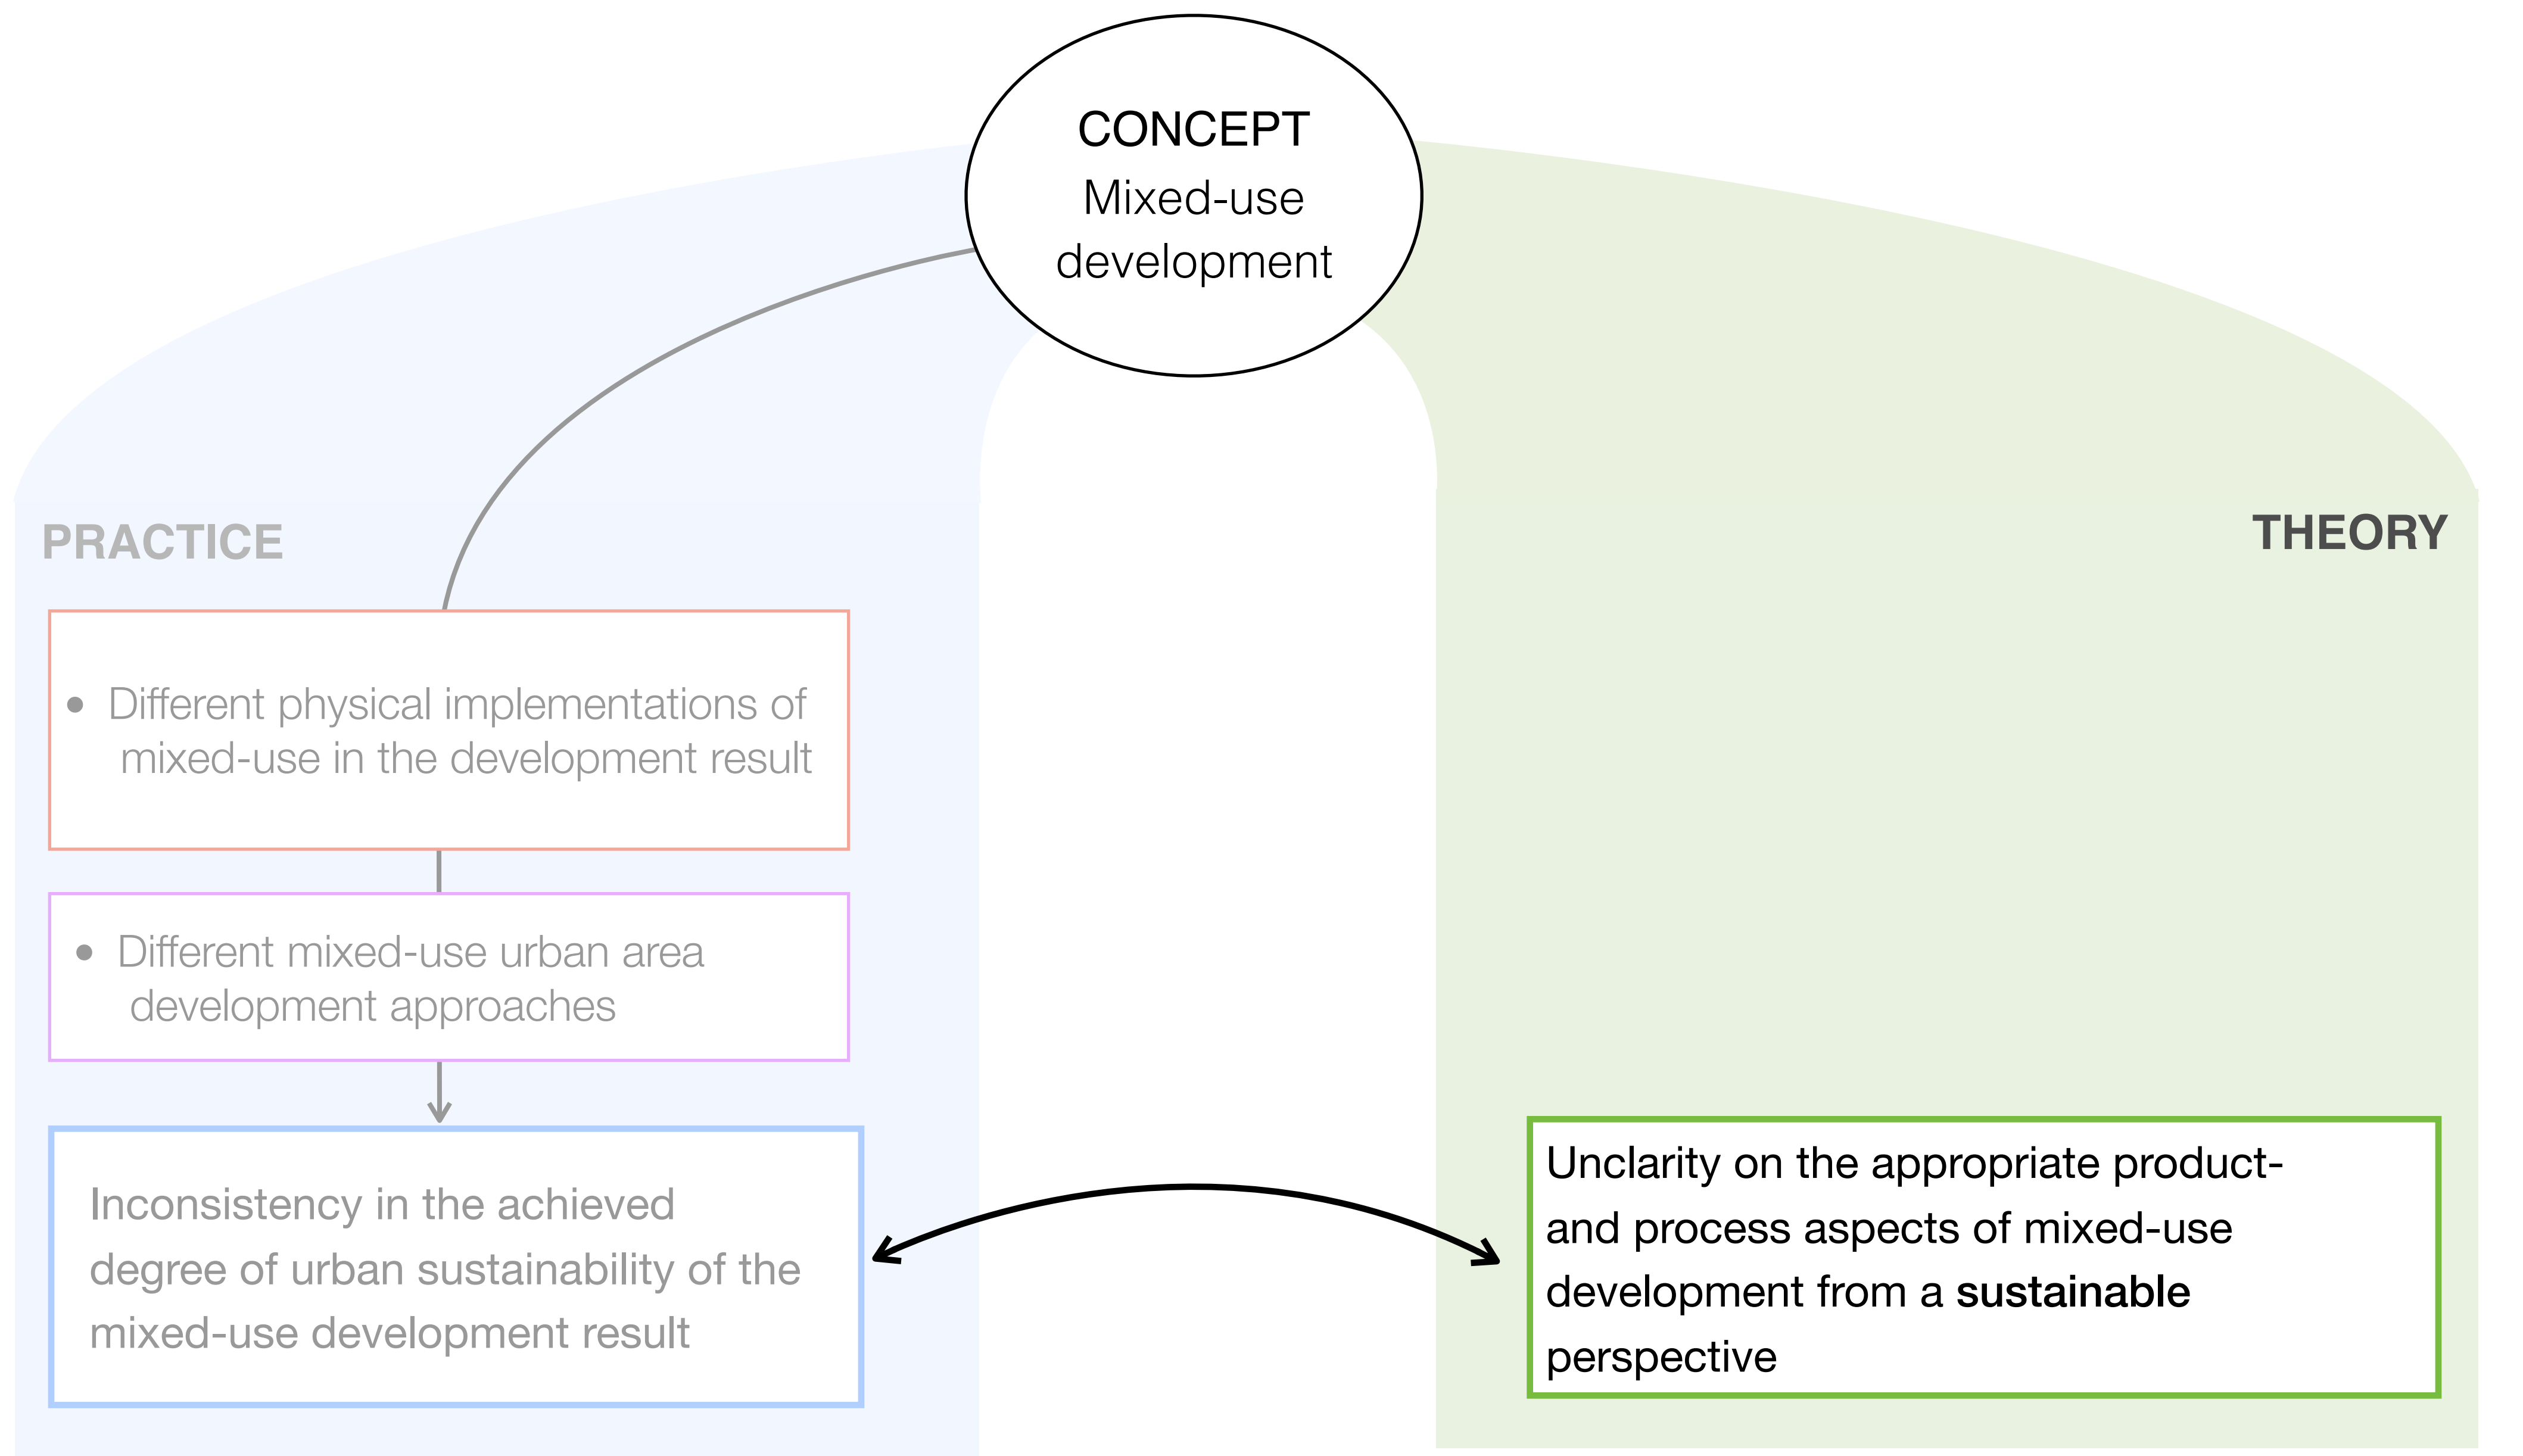 CONCEPT
Mixed-use
development
PRACTICE
THEORY
• Different physical implementations of
mixed-use in the development result
• Different mixed-use urban area
development approaches
Inconsistency in the achieved
degree of urban sustainability of the
mixed-use development result
Unclarity on the appropriate product-
and process aspects of mixed-use
development from a sustainable
perspective